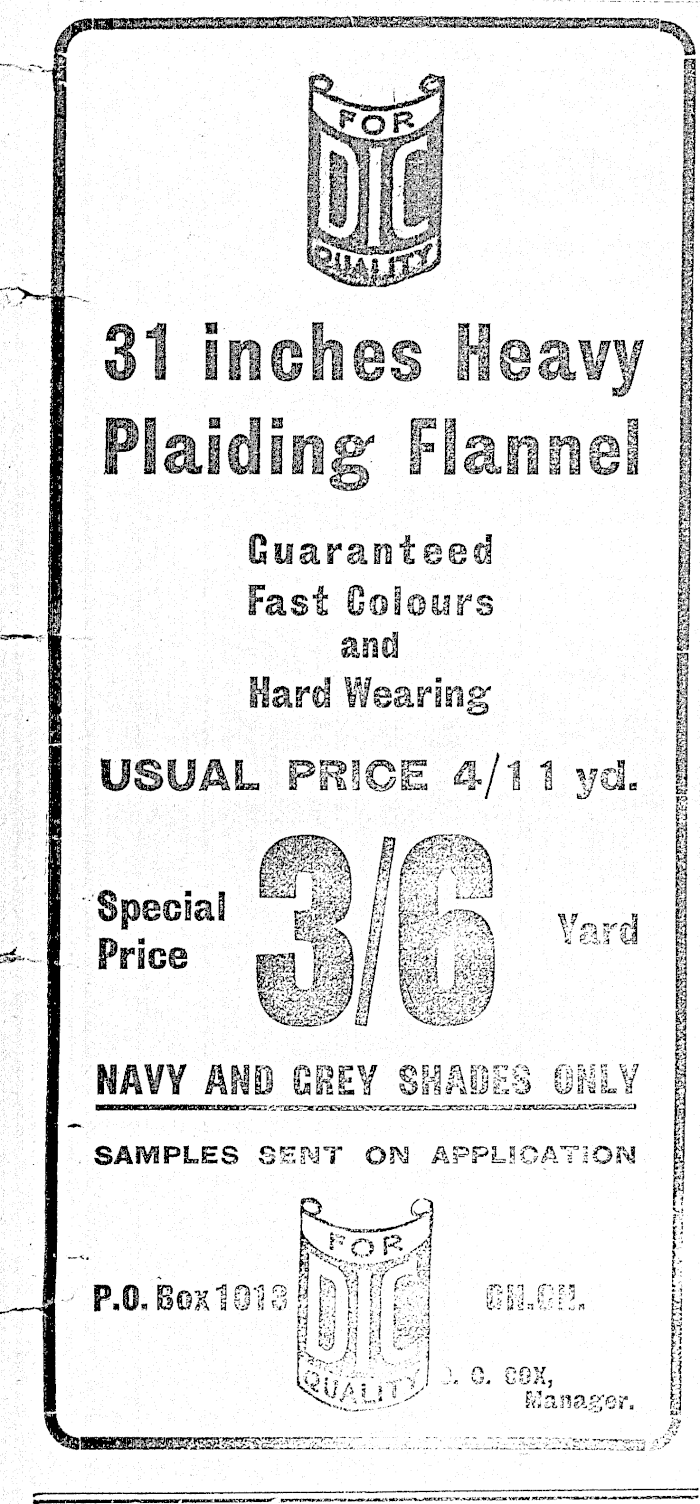 FOR
DIC
QUALITY
31 inches Heavy
Plaiding Flannel
Guaranteed
Fast Colours
and
Hard Wearing
USUAL PRICE 4/11 yd.
Special
Price
3/6
Yard
NAVY AND GREY SHADES ONLY
SAMPLES SENT ON APPLICATION
FOR
DIC
QUALITY
P.O. Box 1013
CH.CH.
C. COX,
Manager.